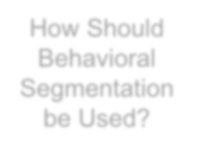 How Should
Behavioral
Segmentation
be Used?